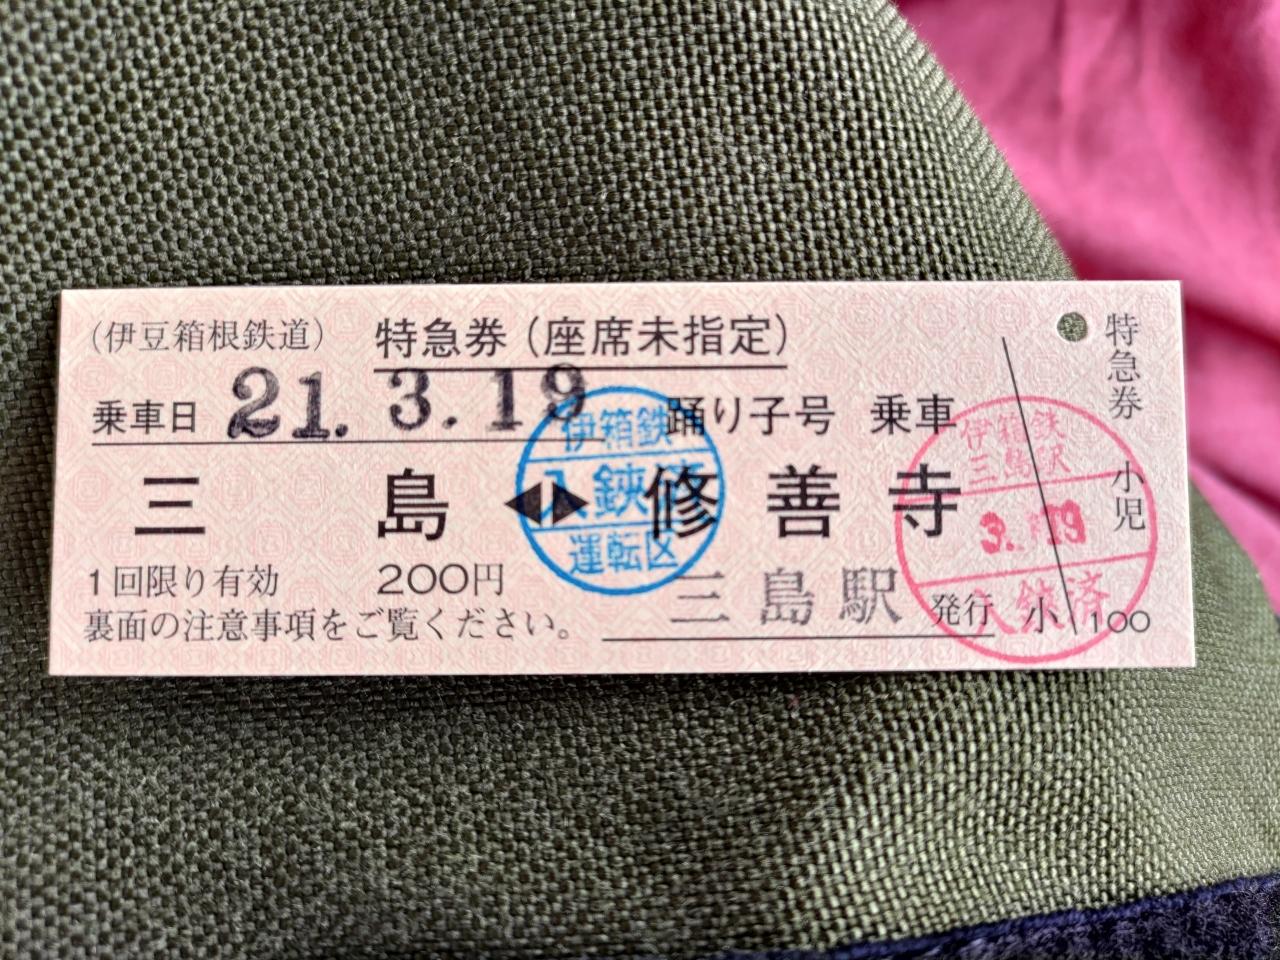 (伊豆箱根鉄道) 特急券(座席未指定)
乗車日 21.3.19 踊り子号 乗車
三島 ◀▶ 修善寺
1回限り有効 200円
裏面の注意事項をご覧ください。 三島駅 発行
特急券 小児
小 100
伊箱鉄
入鋏済
運転区
伊箱鉄
三島駅
3. 19
入鋏済